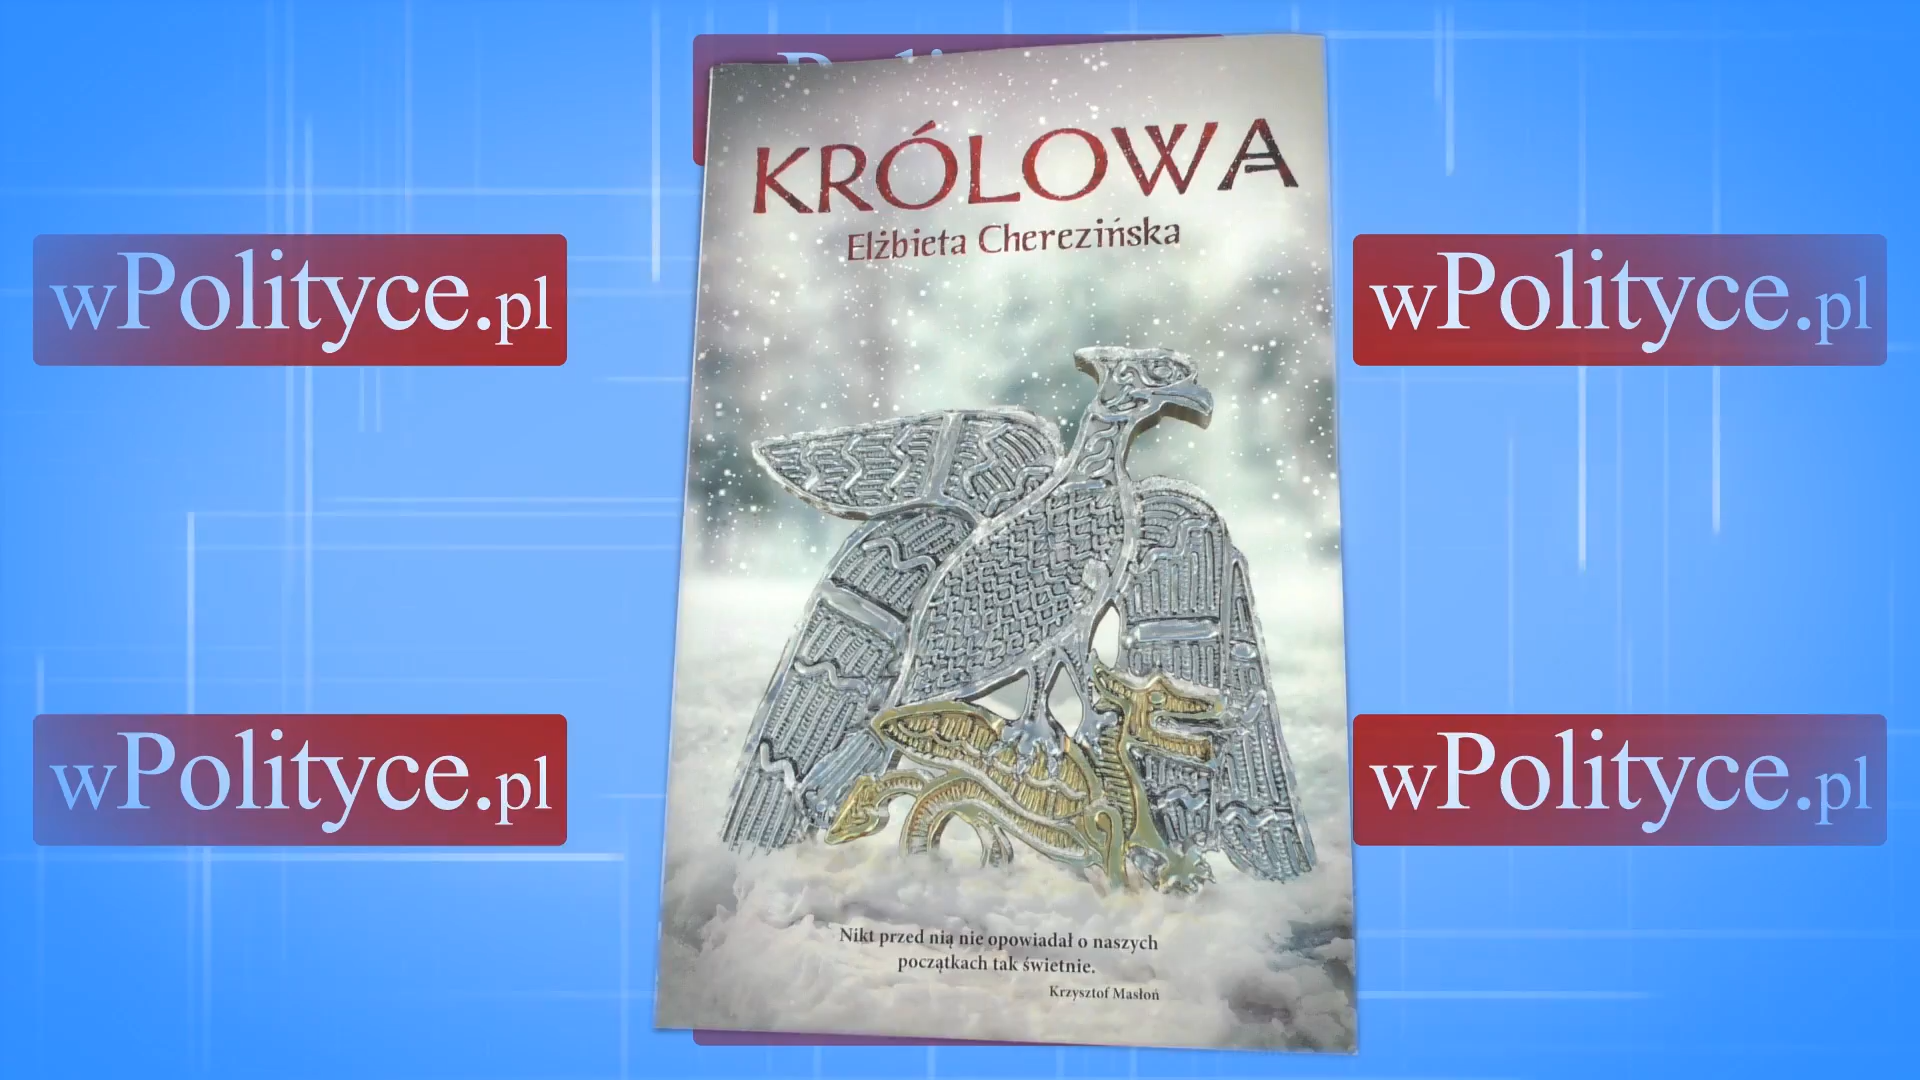 KRÓLOWA
Elżbieta Cherezińska
wPolityce.pl
wPolityce.pl
wPolityce.pl
wPolityce.pl
Nikt przed nią nie opowiadał o naszych
początkach tak świetnie.
Krzysztof Masłoń